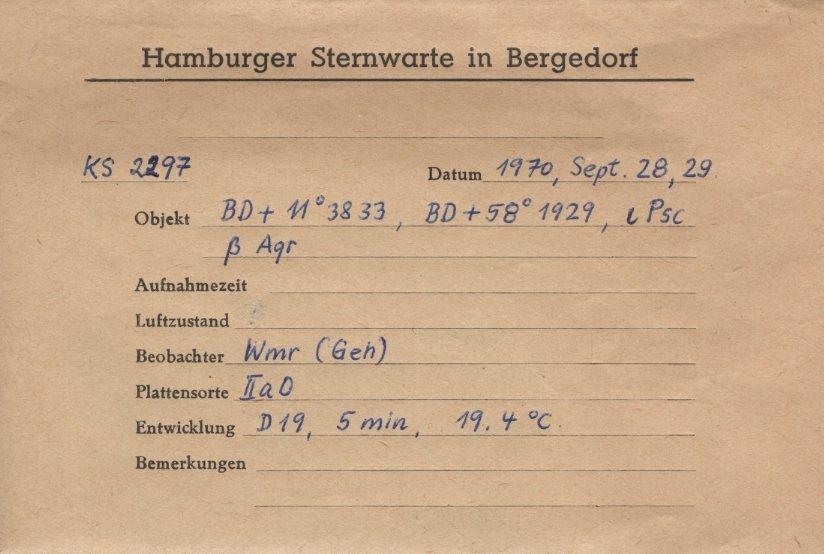 Hamburger Sternwarte in Bergedorf
KS 2297 Datum 1970, Sept. 28, 29.
Objekt BD+ 11° 3833, BD+58° 1929, ι Psc
β Aqr
Aufnahmezeit
Luftzustand
Beobachter Wmr (Geh)
Plattensorte IIaO
Entwicklung D19, 5 min, 19.4 °C.
Bemerkungen